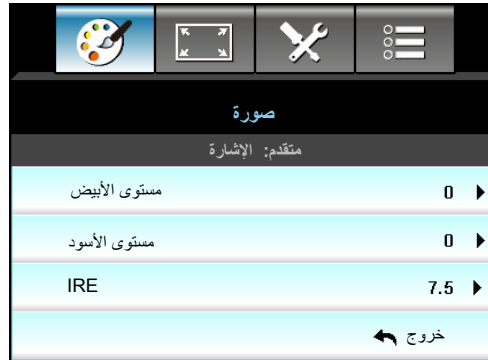 صورة
متقدم: الإشارة
مستوى الأبيض 0
مستوى الأسود 0
IRE 7.5
خروج